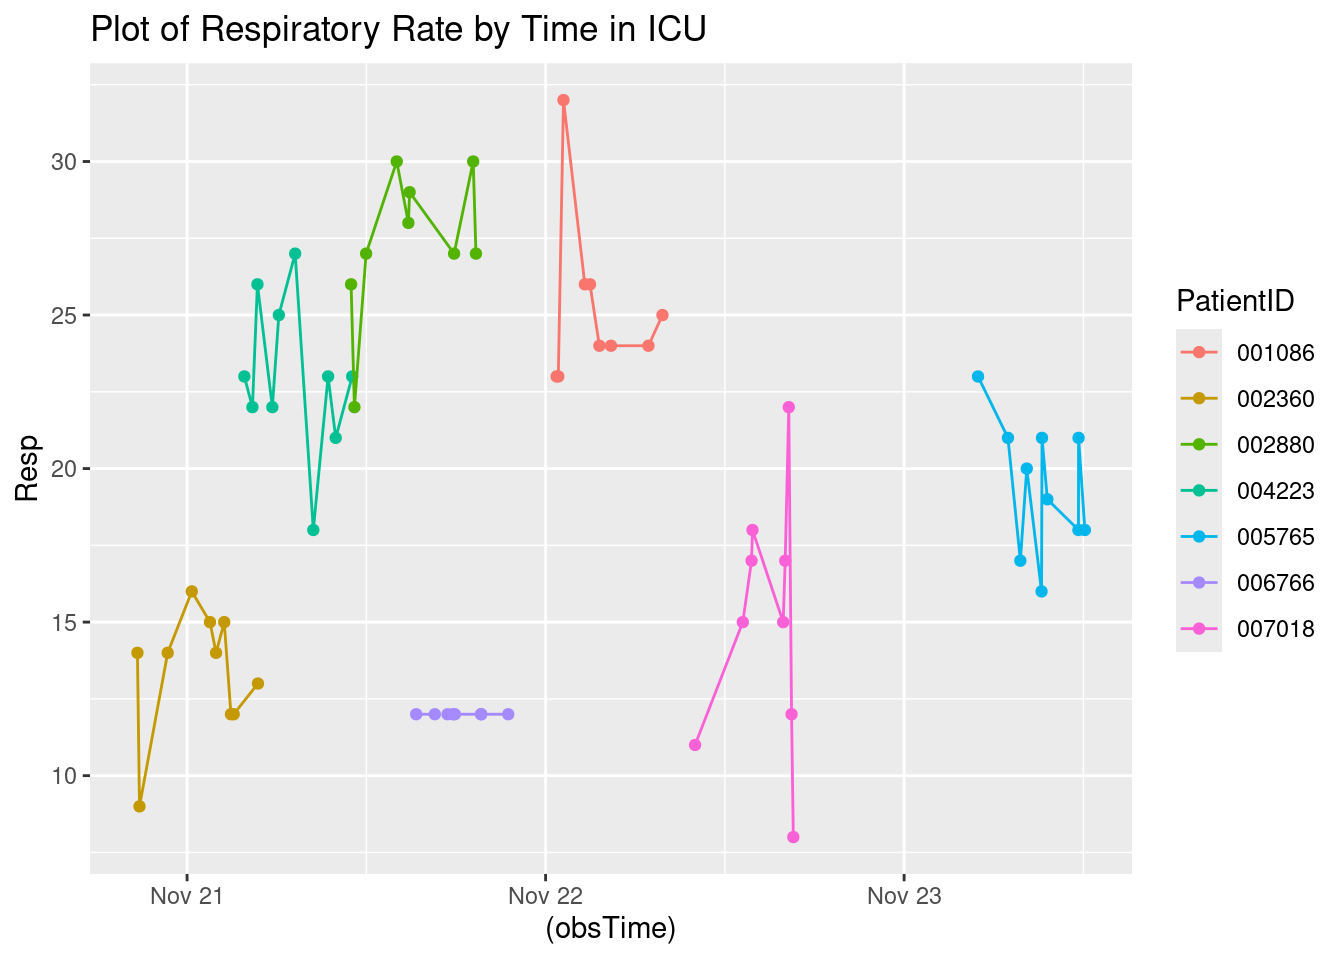 Plot of Respiratory Rate by Time in ICU
Resp
30
25
20
15
10
Nov 21
Nov 22
Nov 23
(obsTime)
PatientID
001086
002360
002880
004223
005765
006766
007018